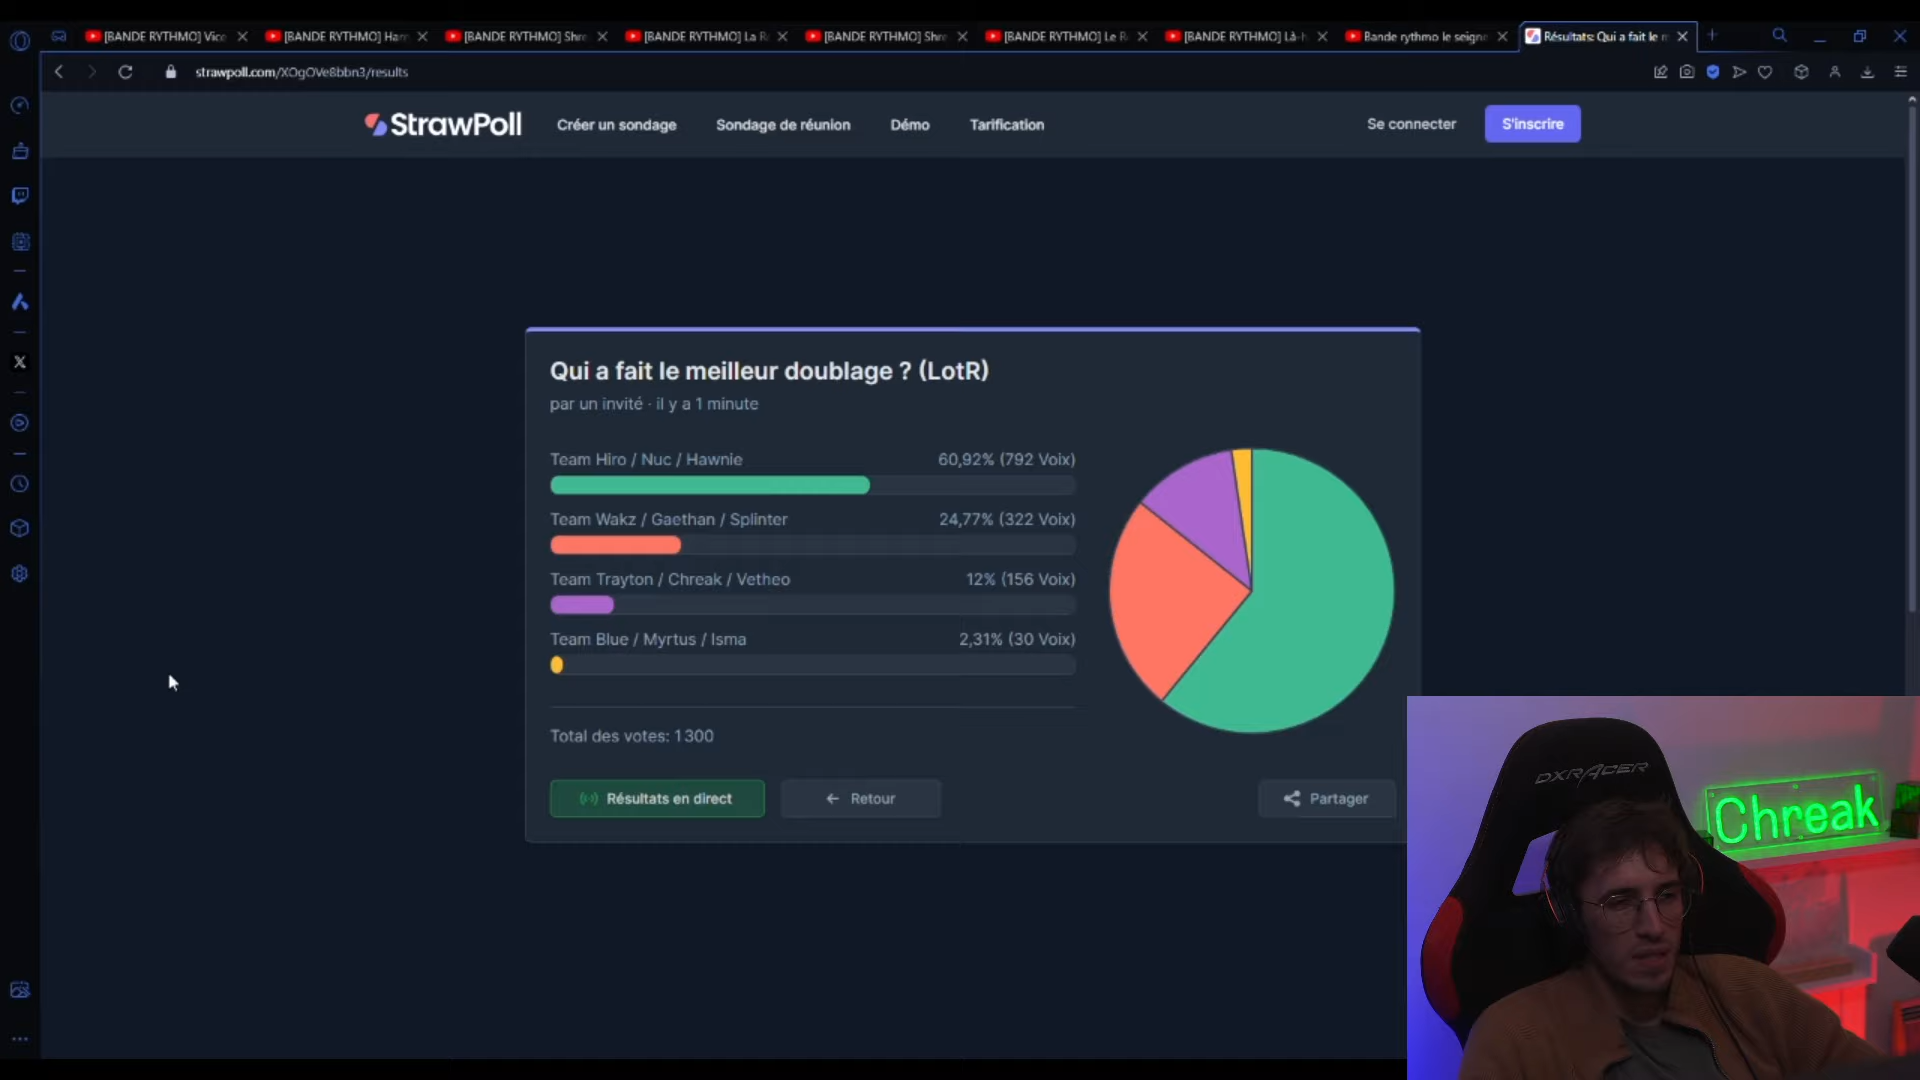 [BANDE RYTHMO] Vice
[BANDE RYTHMO] Harr
[BANDE RYTHMO] Shre
[BANDE RYTHMO] La R
[BANDE RYTHMO] Shre
[BANDE RYTHMO] Le R
[BANDE RYTHMO] Là-h
Bande rythmo le seigne
Résultats: Qui a fait le m
strawpoll.com/XOgOVe8bbn3/results
StrawPoll
Créer un sondage
Sondage de réunion
Démo
Tarification
Se connecter
S'inscrire
Qui a fait le meilleur doublage ? (LotR)
par un invité · il y a 1 minute
Team Hiro / Nuc / Hawnie 60,92% (792 Voix)
Team Wakz / Gaethan / Splinter 24,77% (322 Voix)
Team Trayton / Chreak / Vetheo 12% (156 Voix)
Team Blue / Myrtus / Isma 2,31% (30 Voix)
Total des votes: 1 300
Résultats en direct
Retour
Partager
DXRACER
Chreak